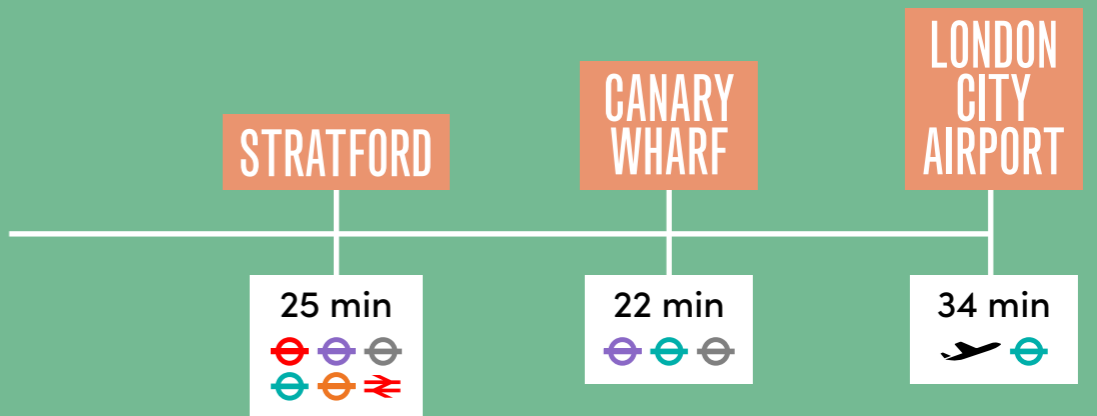 STRATFORD
25 min
CANARY
WHARF
22 min
LONDON
CITY
AIRPORT
34 min